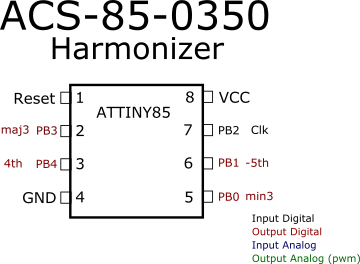 ACS-85-0350
Harmonizer
Reset 1 8 VCC
ATTINY85
maj3 PB3 2 7 PB2 Clk
4th PB4 3 6 PB1 -5th
GND 4 5 PB0 min3
Input Digital
Output Digital
Input Analog
Output Analog (pwm)